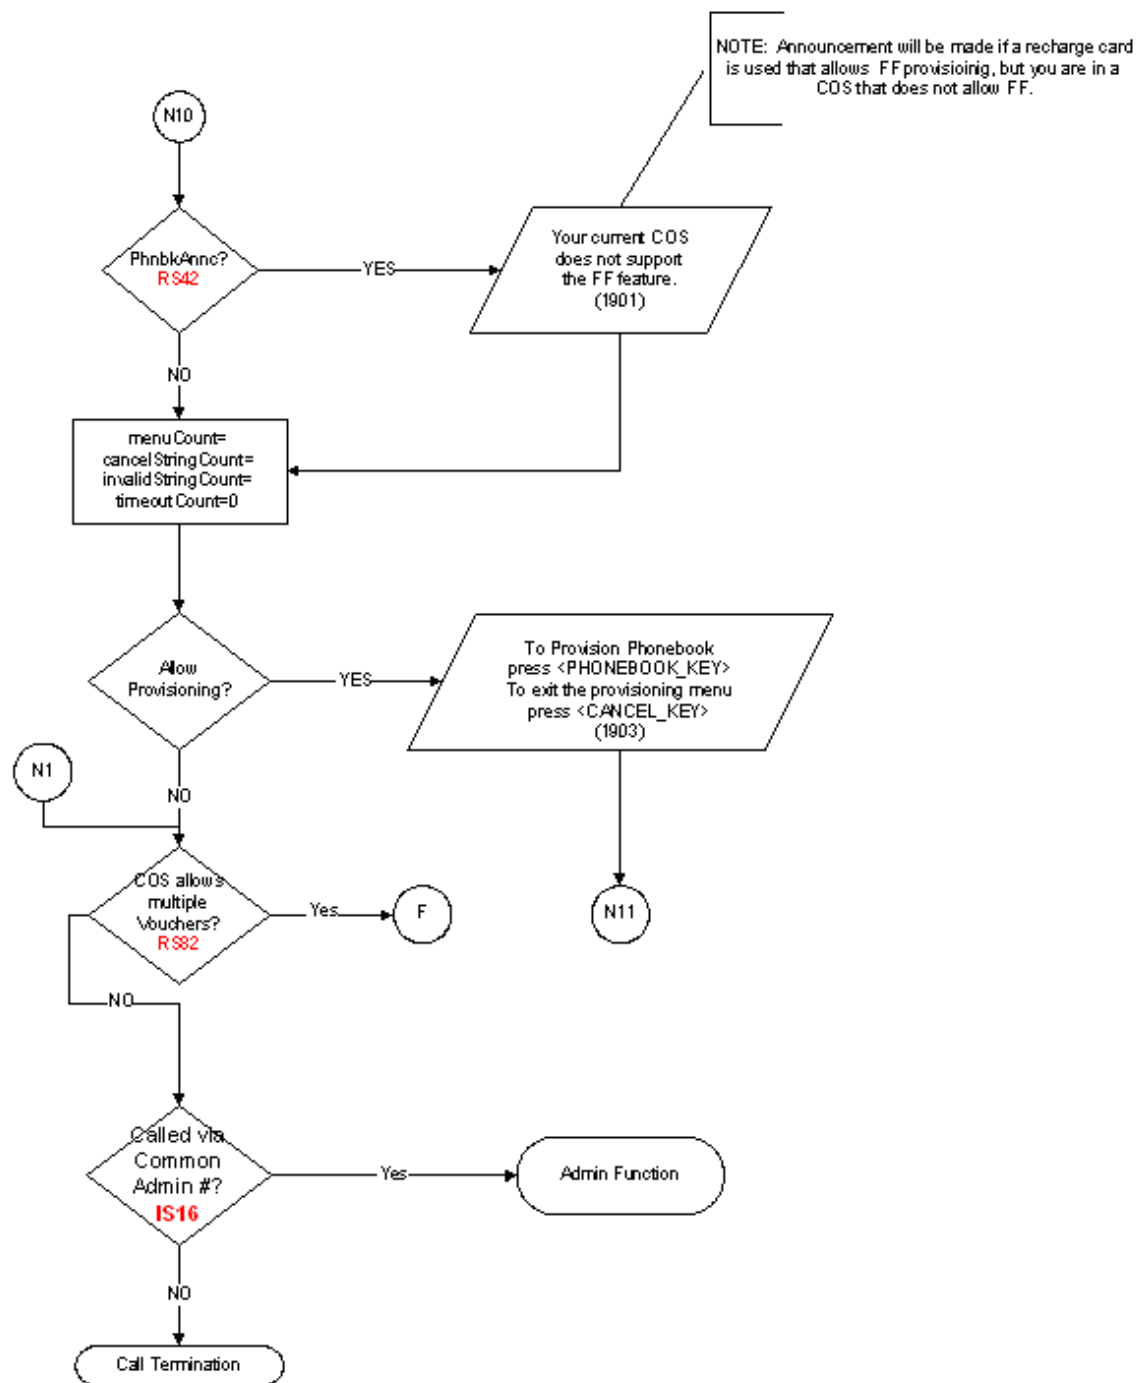 NOTE: Announcement will be made if a recharge card
is used that allows FF provisioinig, but you are in a
COS that does not allow FF.
N10
PhnbkAnnc?
RS42
YES
Your current COS
does not support
the FF feature.
(1901)
NO
menuCount=
cancelStringCount=
invalidStringCount=
timeoutCount=0
Allow
Provisioning?
YES
To Provision Phonebook
press <PHONEBOOK_KEY>
To exit the provisioning menu
press <CANCEL_KEY>
(1903)
N1
NO
COS allows
multiple
Vouchers?
RS82
Yes
F
N11
NO
Called via
Common
Admin #?
IS16
Yes
Admin Function
NO
Call Termination